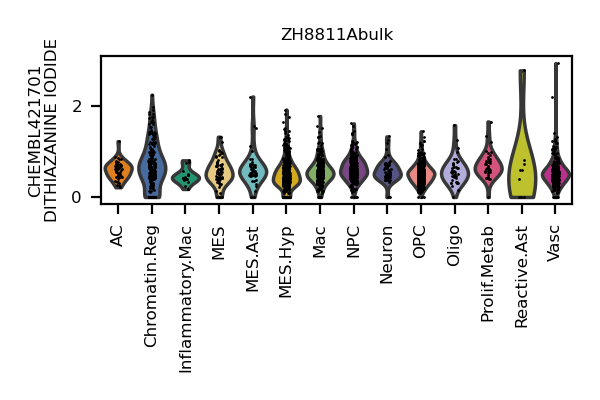 ZH8811Abulk
CHEMBL421701
DITHIAZANINE IODIDE
2
0
AC
Chromatin.Reg
Inflammatory.Mac
MES
MES.Ast
MES.Hyp
Mac
NPC
Neuron
OPC
Oligo
Prolif.Metab
Reactive.Ast
Vasc